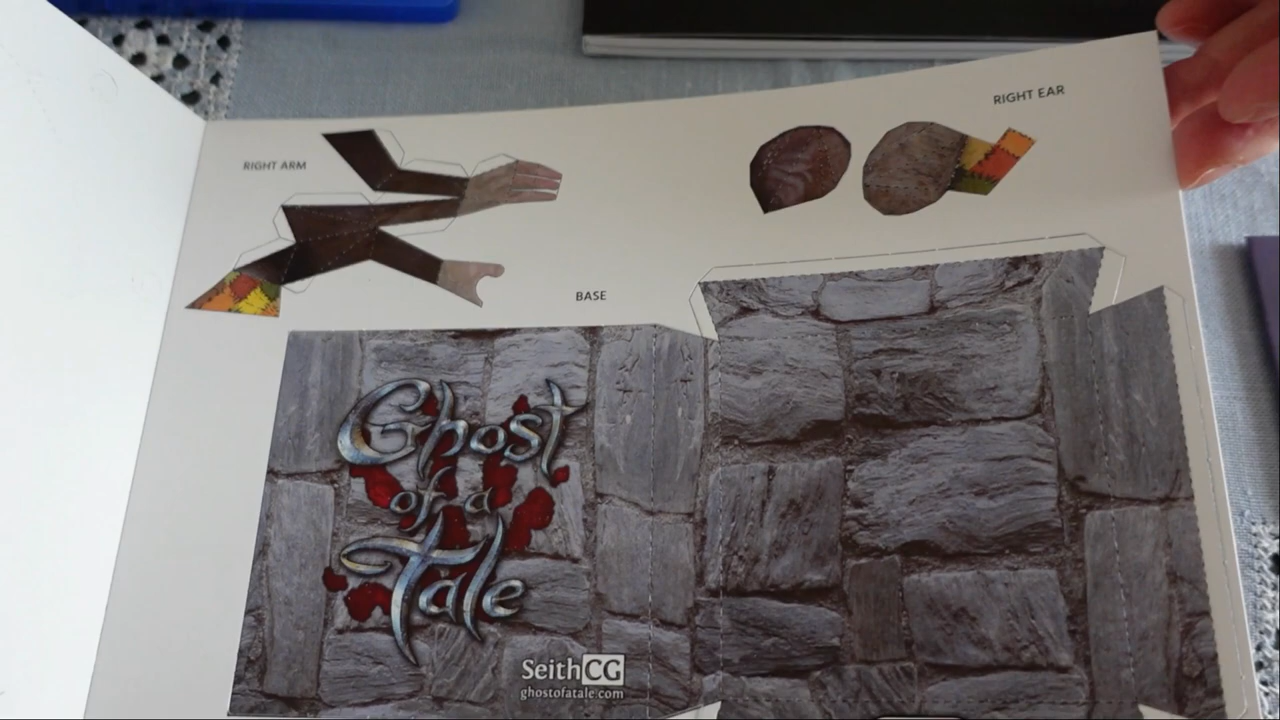 RIGHT EAR
RIGHT ARM
BASE
Ghost
of a
Tale
SeithCG
ghostofatale.com